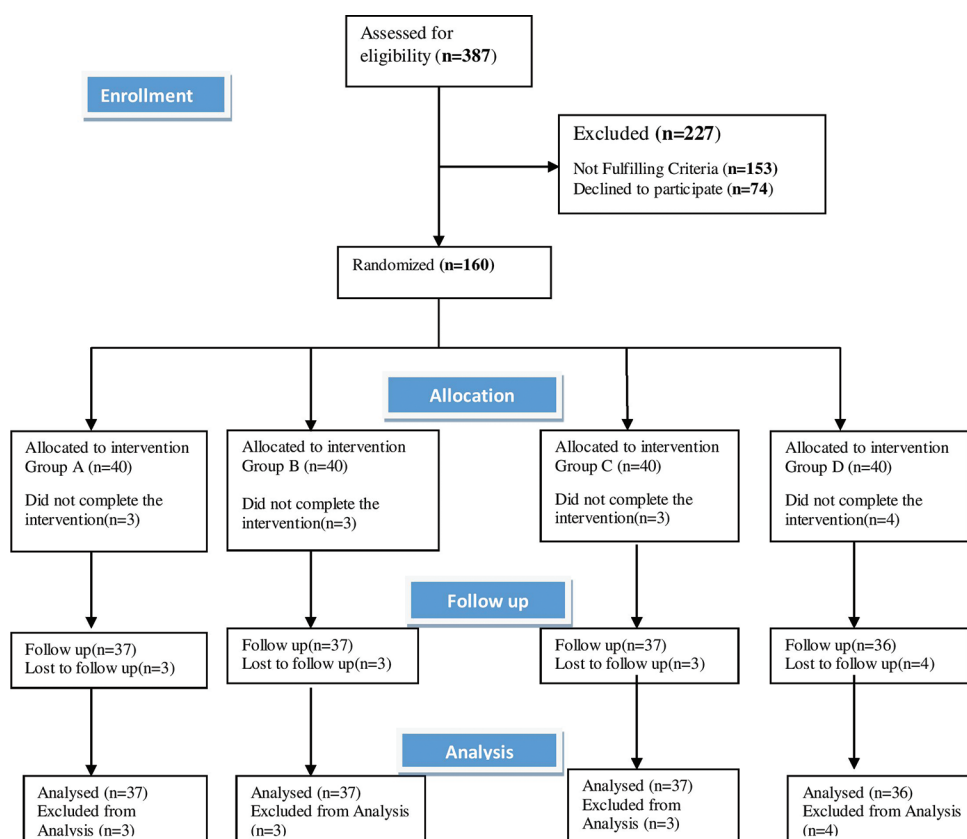 Assessed for
eligibility (n=387)
Enrollment
Excluded (n=227)
Not Fulfilling Criteria (n=153)
Declined to participate (n=74)
Randomized (n=160)
Allocation
Allocated to intervention
Group A (n=40)
Did not complete the
intervention(n=3)
Allocated to intervention
Group B (n=40)
Did not complete the
intervention(n=3)
Allocated to intervention
Group C (n=40)
Did not complete the
intervention(n=3)
Allocated to intervention
Group D (n=40)
Did not complete the
intervention(n=4)
Follow up
Follow up(n=37)
Lost to follow up(n=3)
Follow up(n=37)
Lost to follow up(n=3)
Follow up(n=37)
Lost to follow up(n=3)
Follow up(n=36)
Lost to follow up(n=4)
Analysis
Analysed (n=37)
Excluded from
Analysis (n=3)
Analysed (n=37)
Excluded from Analysis
(n=3)
Analysed (n=37)
Excluded from
Analysis (n=3)
Analysed (n=36)
Excluded from Analysis
(n=4)